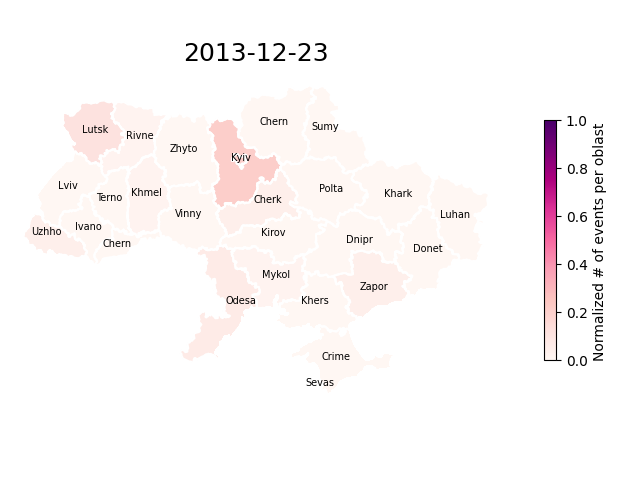 2013-12-23
Chern
Sumy
Lutsk
Rivne
Zhyto
Kyiv
Lviv
Terno
Khmel
Cherk
Polta
Khark
Luhan
Vinny
Uzhho
Ivano
Chern
Kirov
Dnipr
Donet
Mykol
Zapor
Odesa
Khers
Crime
Sevas
1.0
0.8
0.6
0.4
0.2
0.0
Normalized # of events per oblast